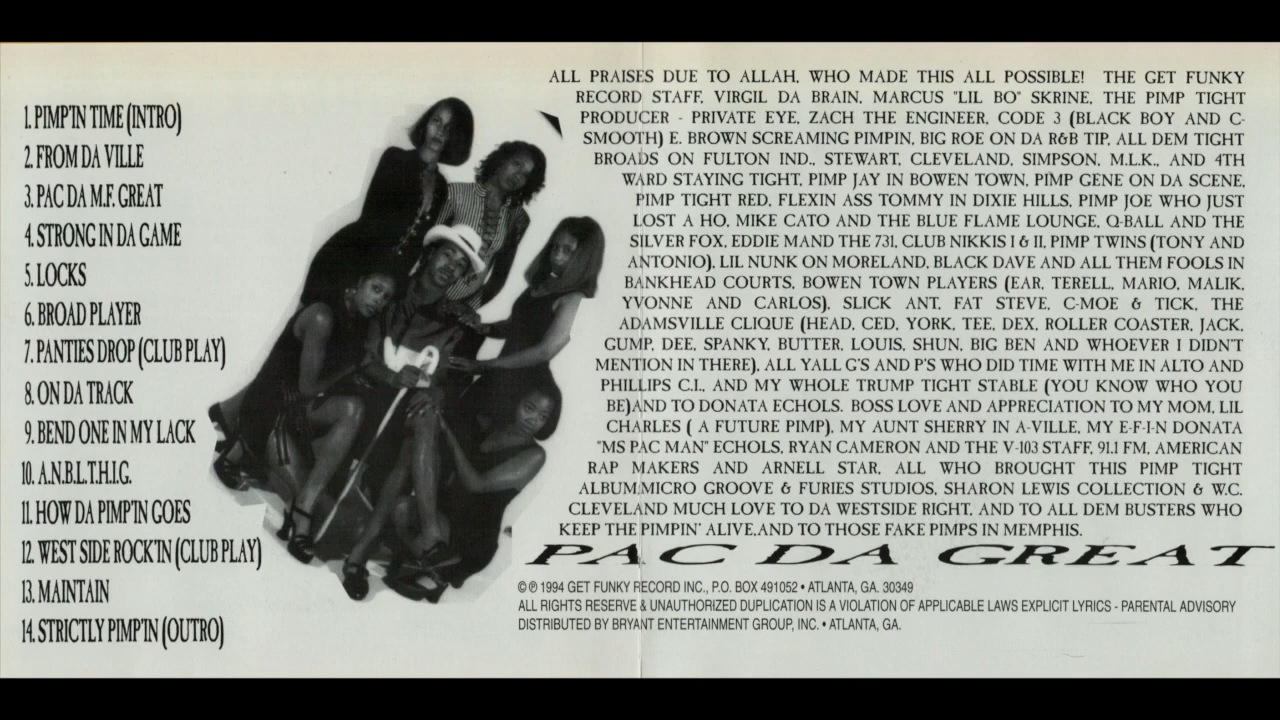 1. PIMP'IN TIME (INTRO)
2. FROM DA VILLE
3. PAC DA M.F. GREAT
4. STRONG IN DA GAME
5. LOCKS
6. BROAD PLAYER
7. PANTIES DROP (CLUB PLAY)
8. ON DA TRACK
9. BEND ONE IN MY LACK
10. A.N.B.L.T.H.I.G.
11. HOW DA PIMP'IN GOES
12. WEST SIDE ROCK'IN (CLUB PLAY)
13. MAINTAIN
14. STRICTLY PIMP'IN (OUTRO)
ALL PRAISES DUE TO ALLAH, WHO MADE THIS ALL POSSIBLE! THE GET FUNKY
RECORD STAFF, VIRGIL DA BRAIN, MARCUS "LIL BO" SKRINE, THE PIMP TIGHT
PRODUCER - PRIVATE EYE, ZACH THE ENGINEER, CODE 3 (BLACK BOY AND C-
SMOOTH) E. BROWN SCREAMING PIMPIN, BIG ROE ON DA R&B TIP, ALL DEM TIGHT
BROADS ON FULTON IND., STEWART, CLEVELAND, SIMPSON, M.L.K., AND 4TH
WARD STAYING TIGHT, PIMP JAY IN BOWEN TOWN, PIMP GENE ON DA SCENE,
PIMP TIGHT RED, FLEXIN ASS TOMMY IN DIXIE HILLS, PIMP JOE WHO JUST
LOST A HO, MIKE CATO AND THE BLUE FLAME LOUNGE, Q-BALL AND THE
SILVER FOX, EDDIE MAND THE 731, CLUB NIKKIS I & II, PIMP TWINS (TONY AND
ANTONIO), LIL NUNK ON MORELAND, BLACK DAVE AND ALL THEM FOOLS IN
BANKHEAD COURTS, BOWEN TOWN PLAYERS (EAR, TERELL, MARIO, MALIK,
YVONNE AND CARLOS), SLICK ANT, FAT STEVE, C-MOE & TICK, THE
ADAMSVILLE CLIQUE (HEAD, CED, YORK, TEE, DEX, ROLLER COASTER, JACK,
GUMP, DEE, SPANKY, BUTTER, LOUIS, SHUN, BIG BEN AND WHOEVER I DIDN'T
MENTION IN THERE), ALL YALL G'S AND P'S WHO DID TIME WITH ME IN ALTO AND
PHILLIPS C.I., AND MY WHOLE TRUMP TIGHT STABLE (YOU KNOW WHO YOU
BE)AND TO DONATA ECHOLS. BOSS LOVE AND APPRECIATION TO MY MOM, LIL
CHARLES ( A FUTURE PIMP), MY AUNT SHERRY IN A-VILLE, MY E-F-I-N DONATA
"MS PAC MAN" ECHOLS, RYAN CAMERON AND THE V-103 STAFF, 91.1 FM, AMERICAN
RAP MAKERS AND ARNELL STAR, ALL WHO BROUGHT THIS PIMP TIGHT
ALBUM,MICRO GROOVE & FURIES STUDIOS, SHARON LEWIS COLLECTION & W.C.
CLEVELAND MUCH LOVE TO DA WESTSIDE RIGHT, AND TO ALL DEM BUSTERS WHO
KEEP THE PIMPIN' ALIVE,AND TO THOSE FAKE PIMPS IN MEMPHIS.
PAC DA GREAT
© ℗ 1994 GET FUNKY RECORD INC., P.O. BOX 491052 • ATLANTA, GA. 30349
ALL RIGHTS RESERVE & UNAUTHORIZED DUPLICATION IS A VIOLATION OF APPLICABLE LAWS EXPLICIT LYRICS - PARENTAL ADVISORY
DISTRIBUTED BY BRYANT ENTERTAINMENT GROUP, INC. • ATLANTA, GA.